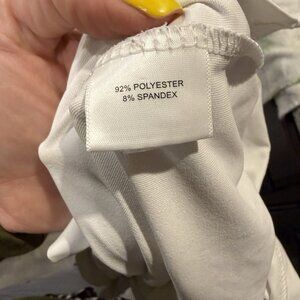 92% POLYESTER
8% SPANDEX